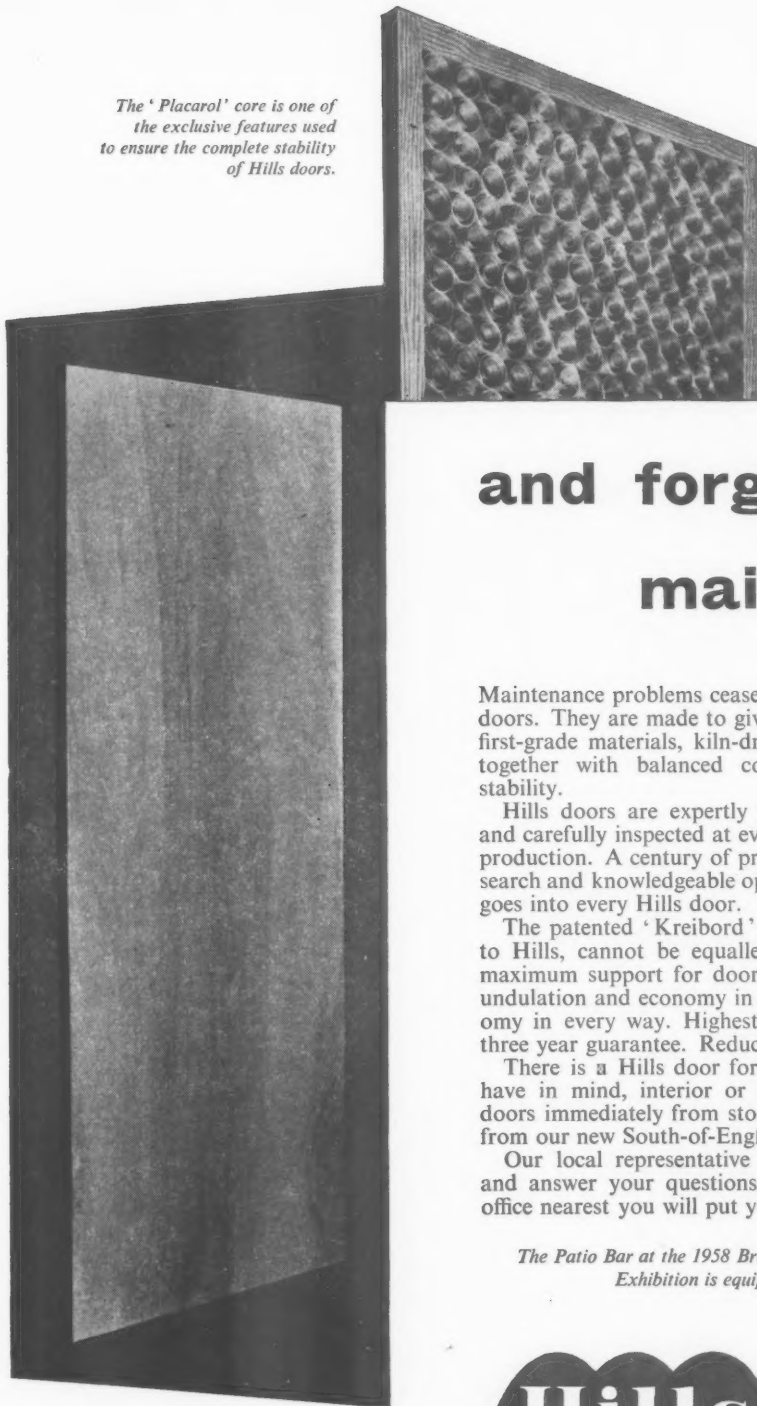 The ‘ Placarol’ core is one of
the exclusive features used
to ensure the complete stability
of Hills doors.
and forg
mai
Maintenance problems cease
doors. They are made to giv
first-grade materials, kiln-dr
together with balanced co
stability.
Hills doors are expertly
and carefully inspected at ev
production. A century of pr
search and knowledgeable op
goes into every Hills door.
The patented ‘ Kreibord ’
to Hills, cannot be equalle
maximum support for door
undulation and economy in
omy in every way. Highest
three year guarantee. Reduc
There is a Hills door for
have in mind, interior or
doors immediately from sto
from our new South-of-Engl
Our local representative
and answer your questions
office nearest you will put y
The Patio Bar at the 1958 Br
Exhibition is equi
Hills